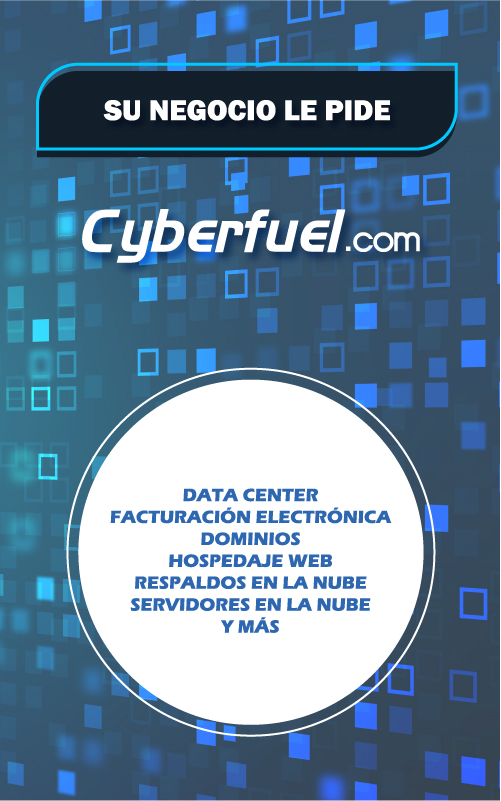 SU NEGOCIO LE PIDE
Cyberfuel.com
DATA CENTER
FACTURACIÓN ELECTRÓNICA
DOMINIOS
HOSPEDAJE WEB
RESPALDOS EN LA NUBE
SERVIDORES EN LA NUBE
Y MÁS